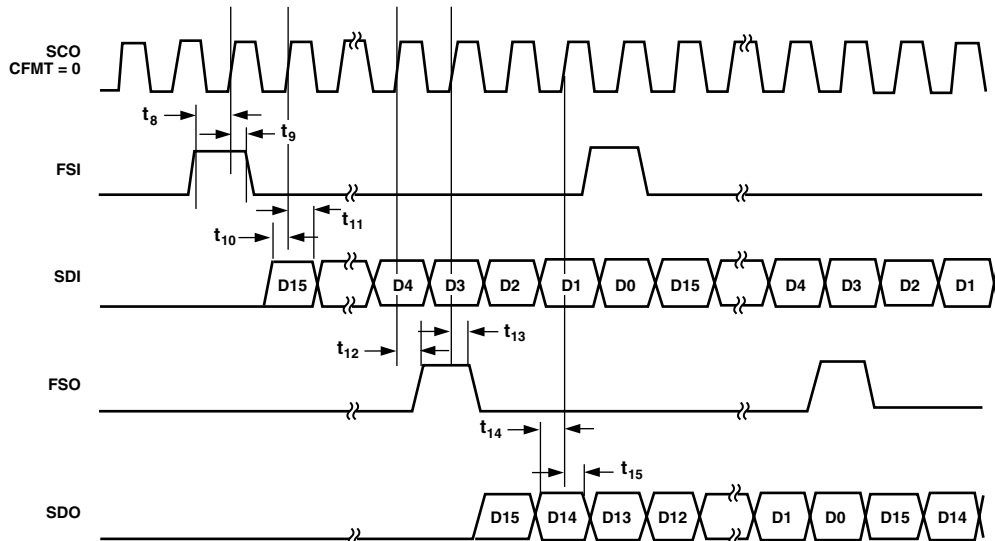 SCO
CFMT = 0
t8
t9
FSI
t11
t10
SDI
D15 D4 D3 D2 D1 D0 D15 D4 D3 D2 D1
t13
t12
FSO
t14
t15
SDO
D15 D14 D13 D12 D1 D0 D15 D14